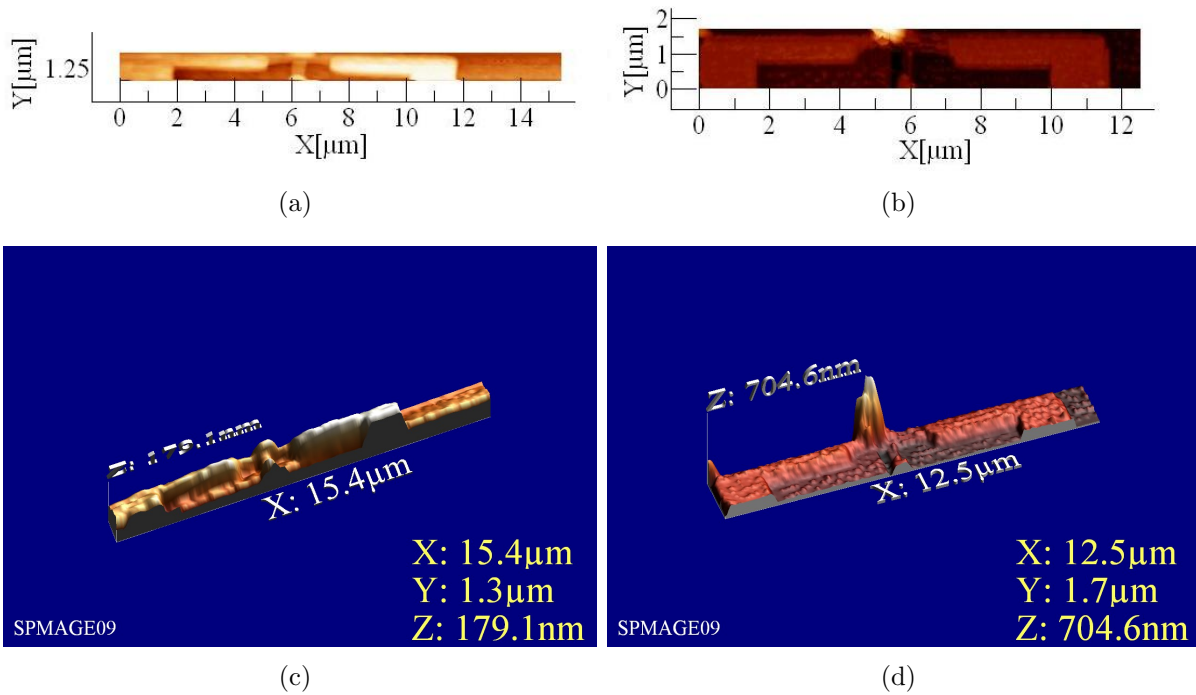 Y[µm]
1.25
0 2 4 6 8 10 12 14
X[µm]
(a)
Y[µm]
2
1
0
0 2 4 6 8 10 12
X[µm]
(b)
Z: 179.1nm
X: 15.4µm
X: 15.4µm
Y: 1.3µm
Z: 179.1nm
SPMAGE09
(c)
Z: 704.6nm
X: 12.5µm
X: 12.5µm
Y: 1.7µm
Z: 704.6nm
SPMAGE09
(d)